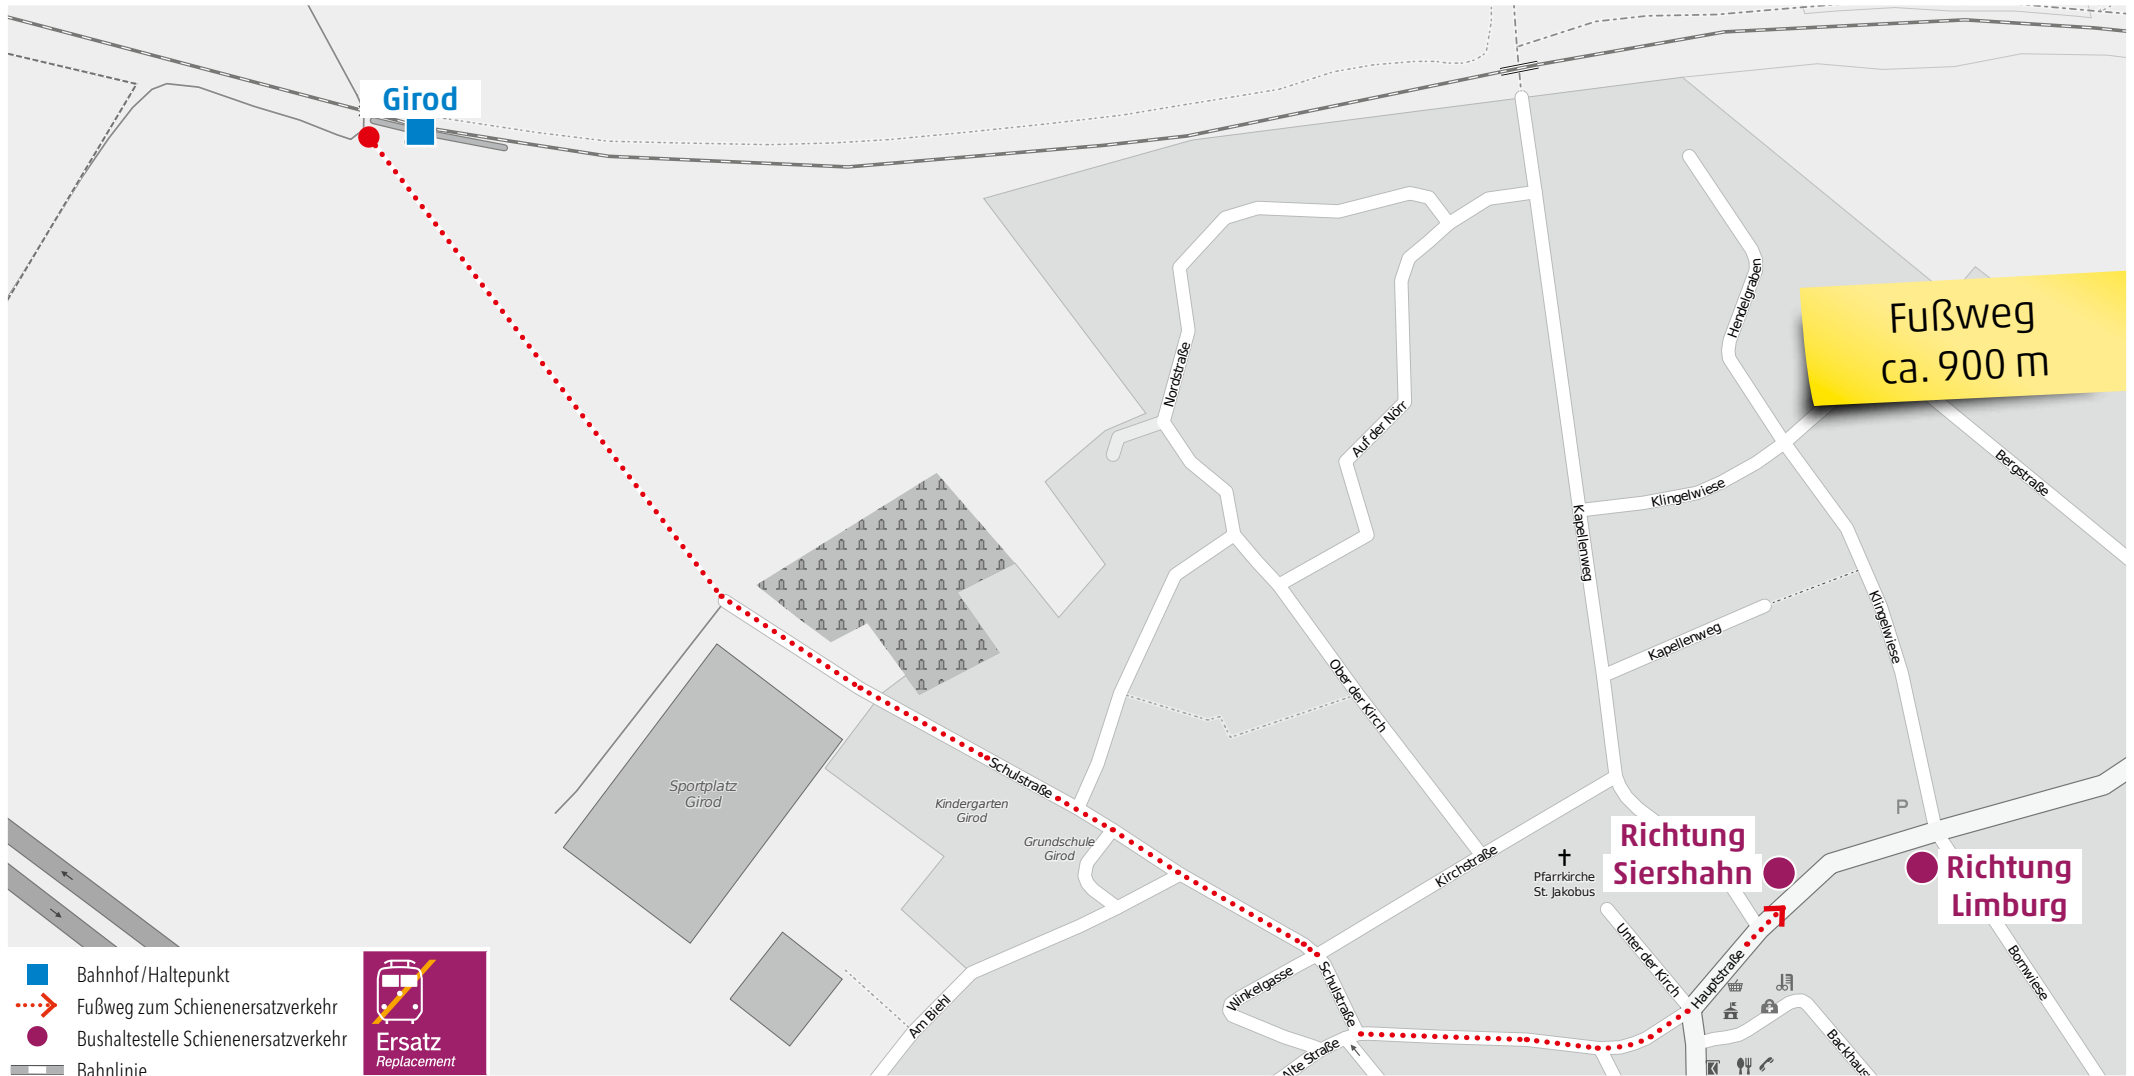 Girod
Hendelgraben
Fußweg
ca. 900 m
Nordstraße
Auf der Nörr
Bergstraße
Klingelwiese
Kapellenweg
Klingelwiese
Kapellenweg
Ober der Kirch
Schulstraße
Sportplatz
Girod
Kindergarten
Girod
Grundschule
Girod
P
Richtung
Siershahn
Richtung
Limburg
Kirchstraße
Pfarrkirche
St. Jakobus
Unter der Kirch
Hauptstraße
Bornwiese
Winkelgasse
Schulstraße
Am Biehl
Alte Straße
Backhaus
Bahnhof/Haltepunkt
Fußweg zum Schienenersatzverkehr
Bushaltestelle Schienenersatzverkehr
Bahnlinie
Ersatz
Replacement